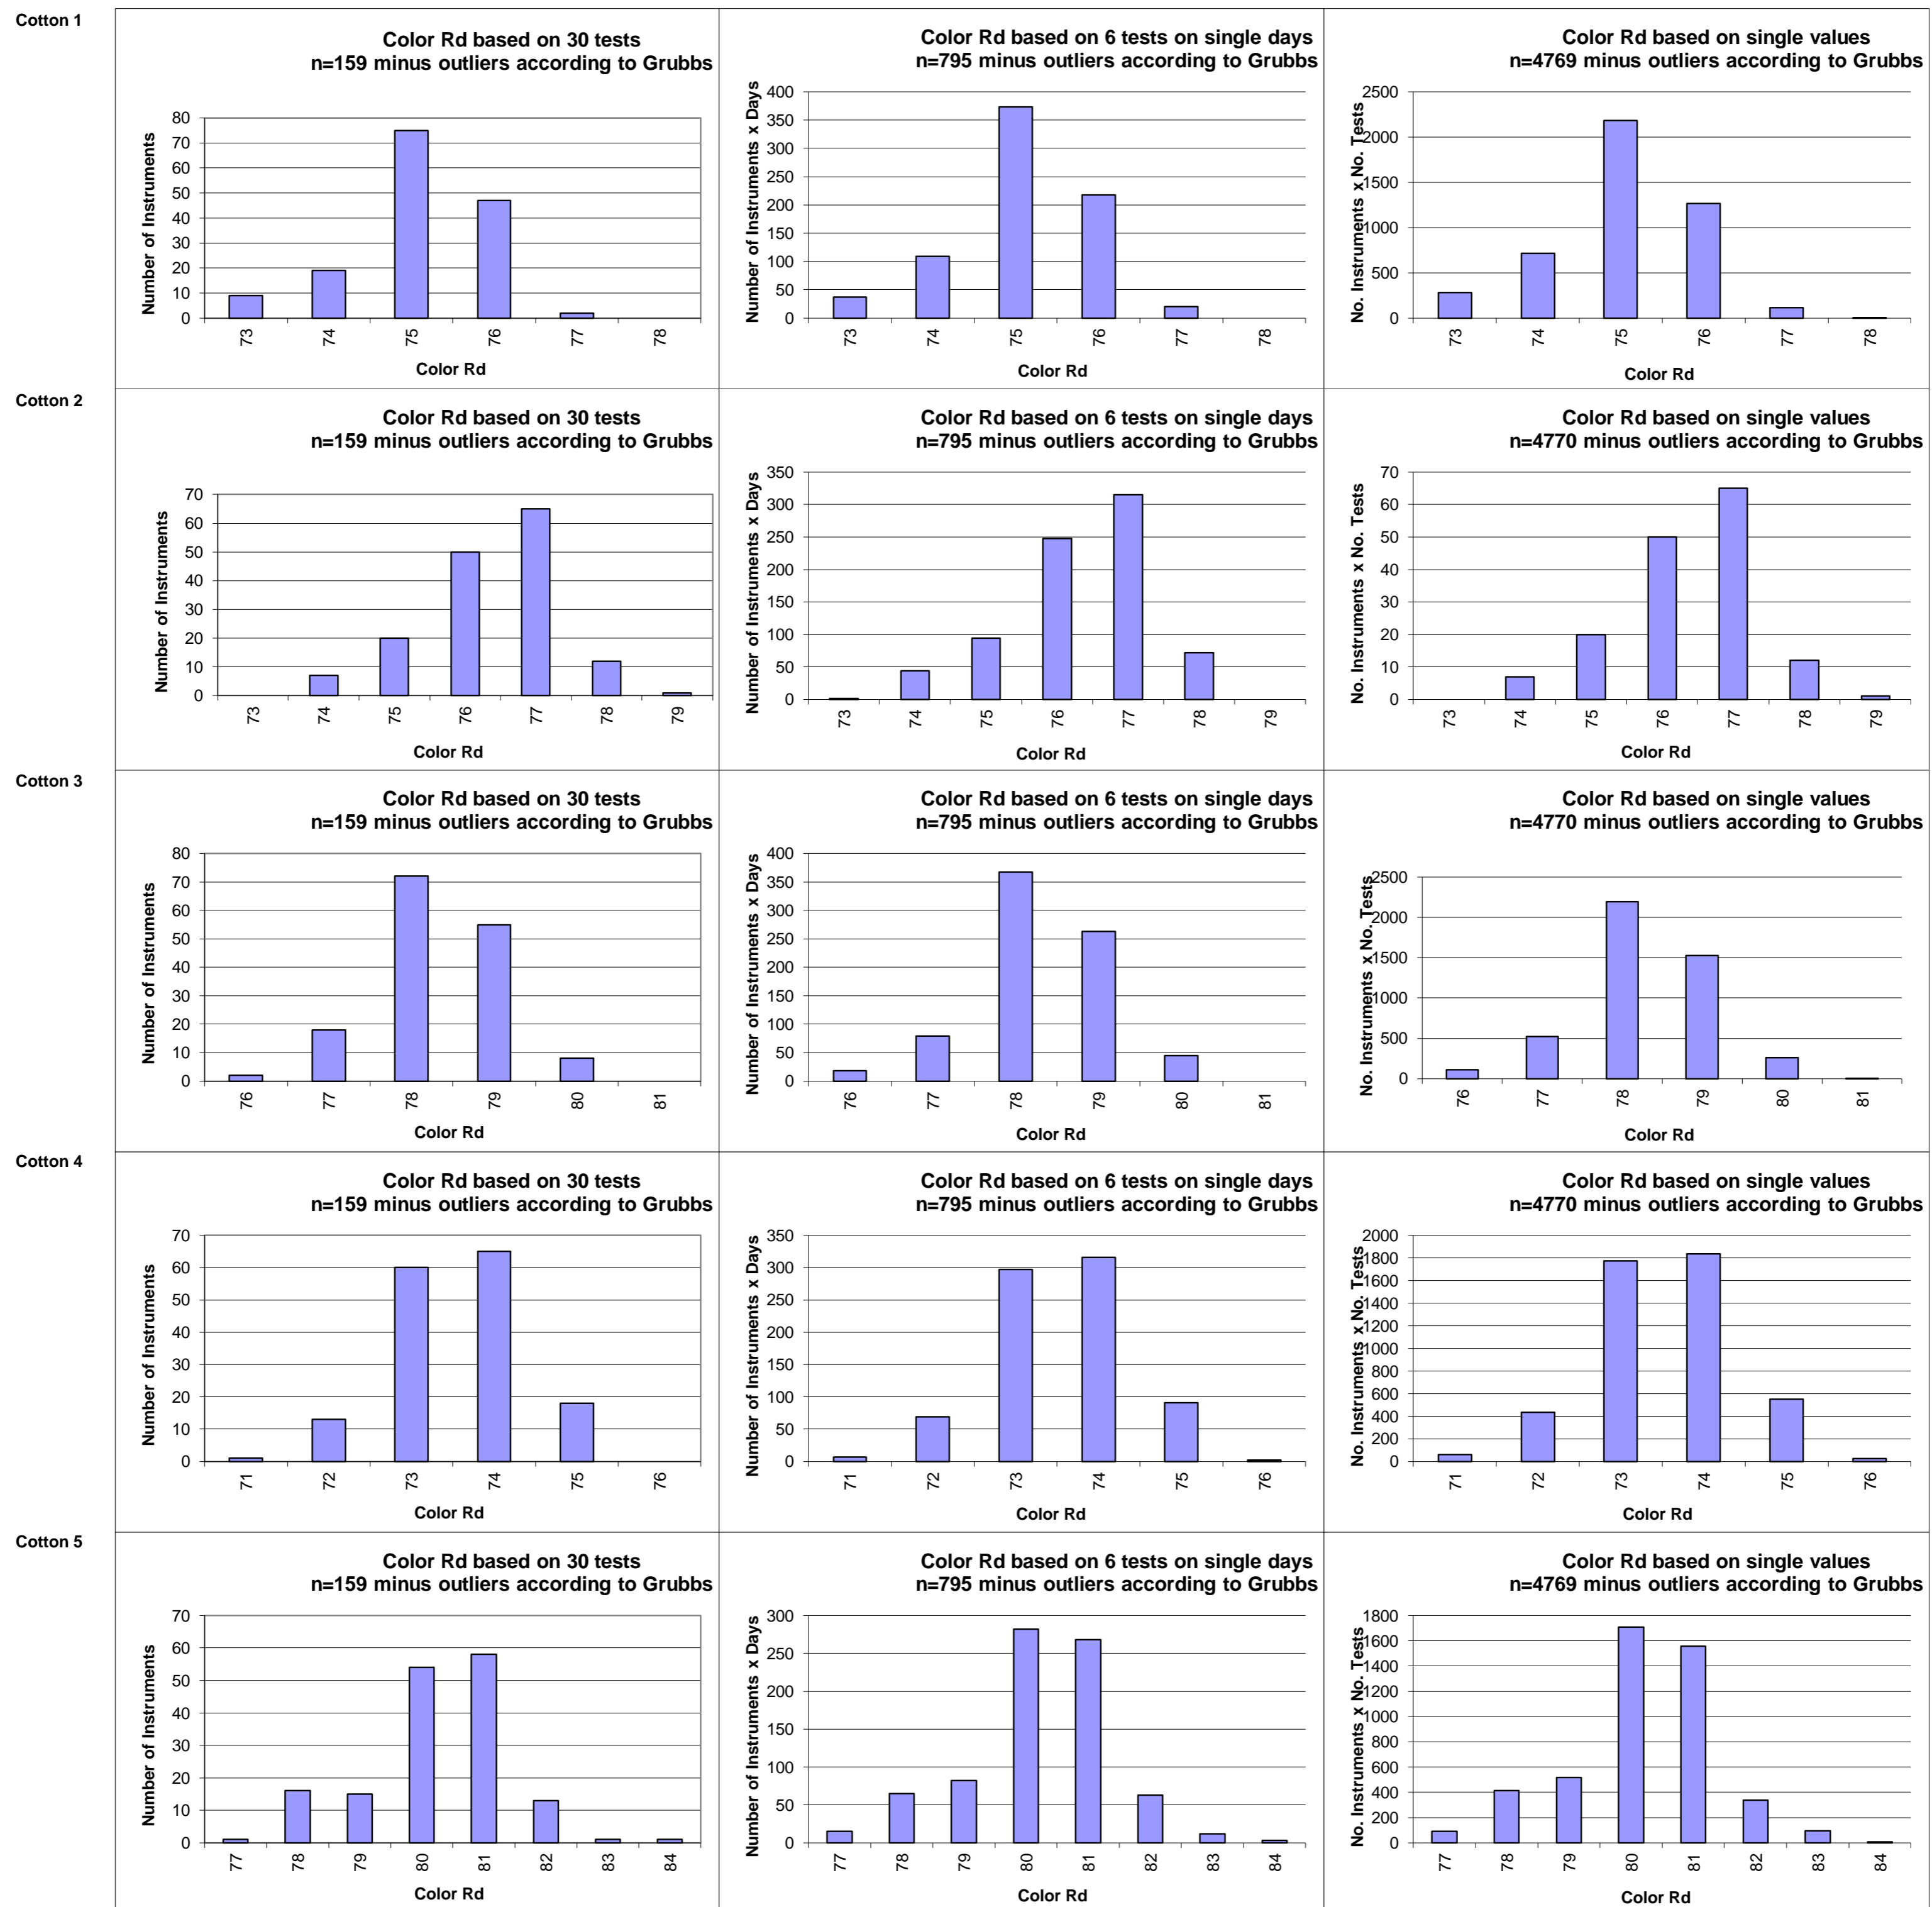 Cotton 1
Color Rd based on 30 tests
n=159 minus outliers according to Grubbs
Number of Instruments
80
70
60
50
40
30
20
10
0
73 74 75 76 77 78
Color Rd
Color Rd based on 6 tests on single days
n=795 minus outliers according to Grubbs
Number of Instruments x Days
400
350
300
250
200
150
100
50
0
73 74 75 76 77 78
Color Rd
Color Rd based on single values
n=4769 minus outliers according to Grubbs
No. Instruments x No. Tests
2500
2000
1500
1000
500
0
73 74 75 76 77 78
Color Rd
Cotton 2
Color Rd based on 30 tests
n=159 minus outliers according to Grubbs
Number of Instruments
70
60
50
40
30
20
10
0
73 74 75 76 77 78 79
Color Rd
Color Rd based on 6 tests on single days
n=795 minus outliers according to Grubbs
Number of Instruments x Days
350
300
250
200
150
100
50
0
73 74 75 76 77 78 79
Color Rd
Color Rd based on single values
n=4770 minus outliers according to Grubbs
No. Instruments x No. Tests
70
60
50
40
30
20
10
0
73 74 75 76 77 78 79
Color Rd
Cotton 3
Color Rd based on 30 tests
n=159 minus outliers according to Grubbs
Number of Instruments
80
70
60
50
40
30
20
10
0
76 77 78 79 80 81
Color Rd
Color Rd based on 6 tests on single days
n=795 minus outliers according to Grubbs
Number of Instruments x Days
400
350
300
250
200
150
100
50
0
76 77 78 79 80 81
Color Rd
Color Rd based on single values
n=4770 minus outliers according to Grubbs
No. Instruments x No. Tests
2500
2000
1500
1000
500
0
76 77 78 79 80 81
Color Rd
Cotton 4
Color Rd based on 30 tests
n=159 minus outliers according to Grubbs
Number of Instruments
70
60
50
40
30
20
10
0
71 72 73 74 75 76
Color Rd
Color Rd based on 6 tests on single days
n=795 minus outliers according to Grubbs
Number of Instruments x Days
350
300
250
200
150
100
50
0
71 72 73 74 75 76
Color Rd
Color Rd based on single values
n=4770 minus outliers according to Grubbs
No. Instruments x No. Tests
2000
1800
1600
1400
1200
1000
800
600
400
200
0
71 72 73 74 75 76
Color Rd
Cotton 5
Color Rd based on 30 tests
n=159 minus outliers according to Grubbs
Number of Instruments
70
60
50
40
30
20
10
0
77 78 79 80 81 82 83 84
Color Rd
Color Rd based on 6 tests on single days
n=795 minus outliers according to Grubbs
Number of Instruments x Days
300
250
200
150
100
50
0
77 78 79 80 81 82 83 84
Color Rd
Color Rd based on single values
n=4769 minus outliers according to Grubbs
No. Instruments x No. Tests
1800
1600
1400
1200
1000
800
600
400
200
0
77 78 79 80 81 82 83 84
Color Rd